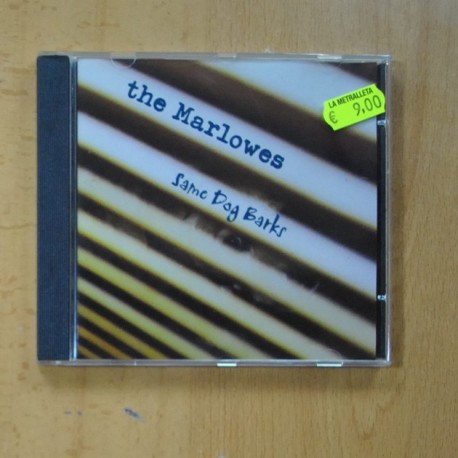 the Marlowes
Same Dog Barks
LA METRALLETA
€ 9,00